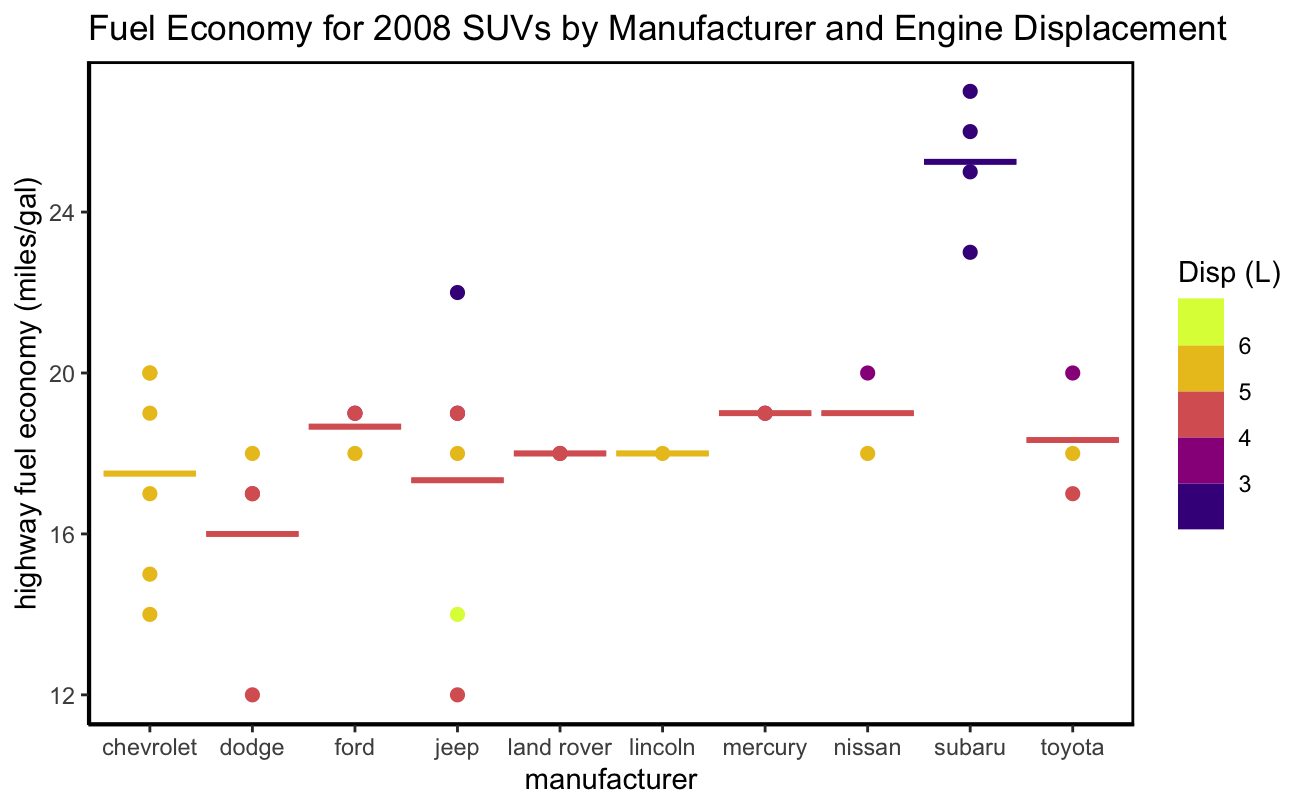 Fuel Economy for 2008 SUVs by Manufacturer and Engine Displacement
highway fuel economy (miles/gal)
24
20
16
12
chevrolet dodge ford jeep land rover lincoln mercury nissan subaru toyota
manufacturer
Disp (L)
6
5
4
3